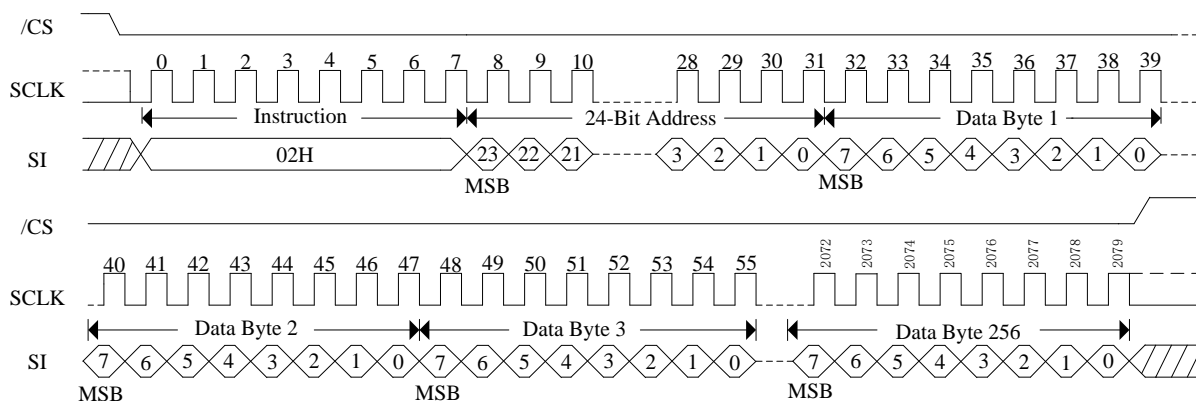 /CS
0 1 2 3 4 5 6 7 8 9 10 28 29 30 31 32 33 34 35 36 37 38 39
SCLK
Instruction 24-Bit Address Data Byte 1
SI 02H 23 22 21 3 2 1 0 7 6 5 4 3 2 1 0
MSB MSB
/CS
40 41 42 43 44 45 46 47 48 49 50 51 52 53 54 55 2072 2073 2074 2075 2076 2077 2078 2079
SCLK
Data Byte 2 Data Byte 3 Data Byte 256
SI 7 6 5 4 3 2 1 0 7 6 5 4 3 2 1 0 7 6 5 4 3 2 1 0
MSB MSB MSB